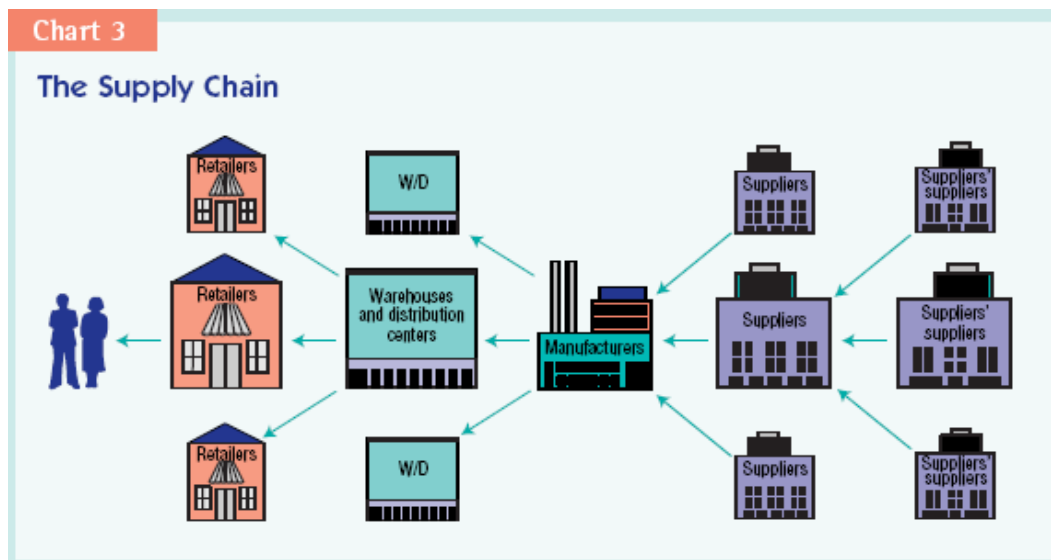 Chart 3
The Supply Chain
Retailers
W/D
Suppliers
Suppliers'
suppliers
Retailers
Warehouses
and distribution
centers
Manufacturers
Suppliers
Suppliers'
suppliers
Retailers
W/D
Suppliers
Suppliers'
suppliers